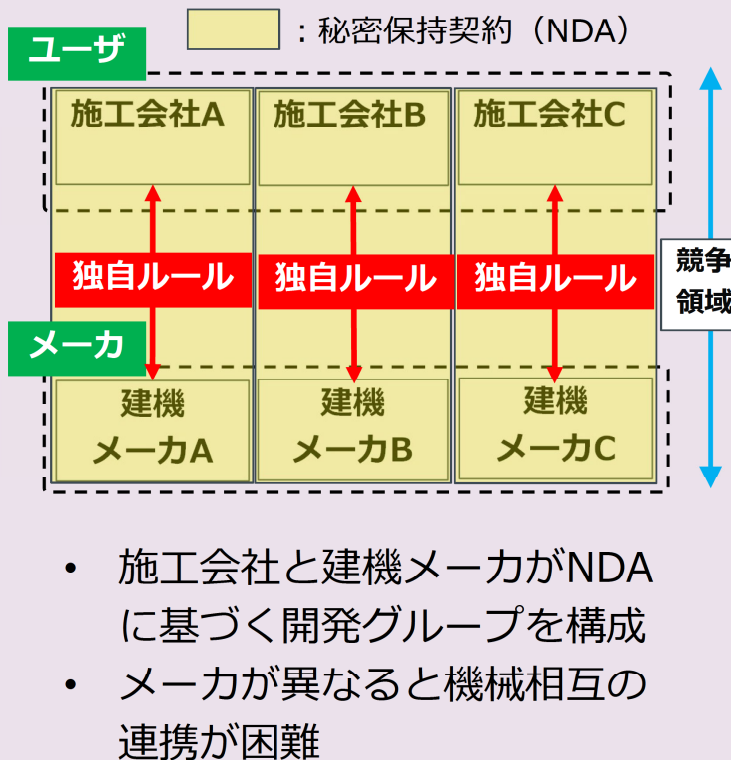 ：秘密保持契約（NDA）
ユーザ
施工会社A
施工会社B
施工会社C
独自ルール
独自ルール
独自ルール
競争
領域
メーカ
建機
メーカA
建機
メーカB
建機
メーカC
• 施工会社と建機メーカがNDA
に基づく開発グループを構成
• メーカが異なると機械相互の
連携が困難